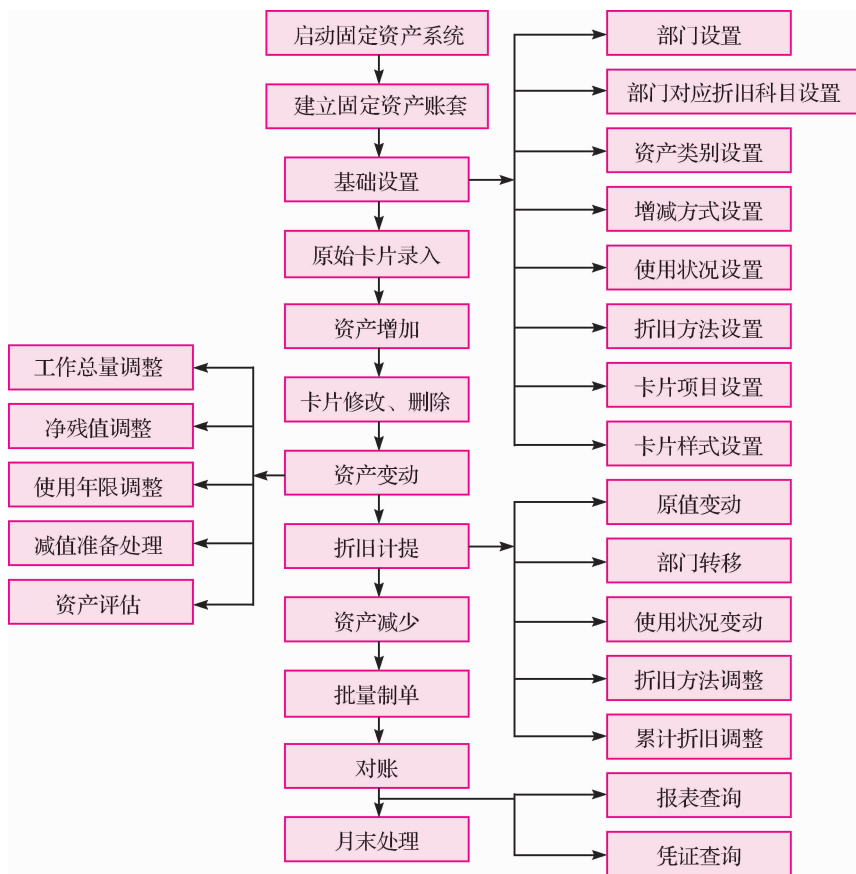 启动固定资产系统
建立固定资产账套
基础设置
原始卡片录入
资产增加
卡片修改、删除
资产变动
折旧计提
资产减少
批量制单
对账
月末处理
部门设置
部门对应折旧科目设置
资产类别设置
增减方式设置
使用状况设置
折旧方法设置
卡片项目设置
卡片样式设置
工作总量调整
净残值调整
使用年限调整
减值准备处理
资产评估
原值变动
部门转移
使用状况变动
折旧方法调整
累计折旧调整
报表查询
凭证查询